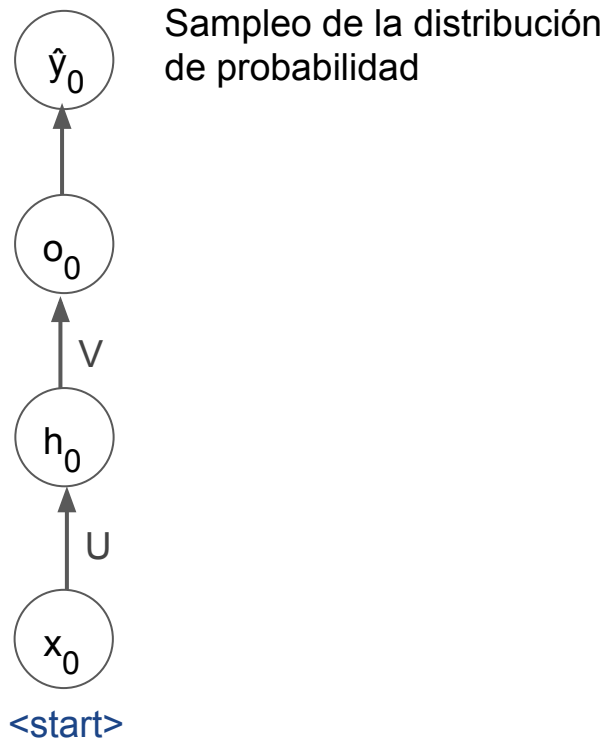 Sampleo de la distribución
de probabilidad
ŷ0
o0
V
h0
U
x0
<start>